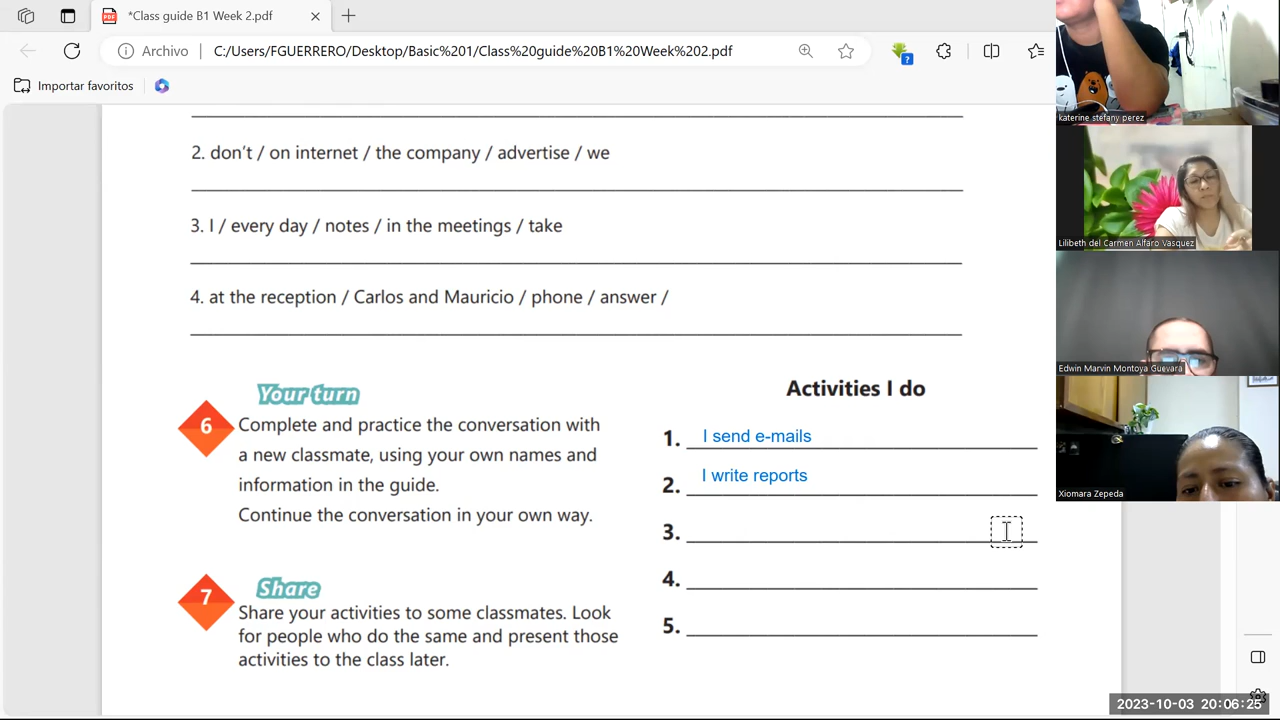 *Class guide B1 Week 2.pdf
Archivo
C:/Users/FGUERRERO/Desktop/Basic%201/Class%20guide%20B1%20Week%202.pdf
Importar favoritos
2. don't / on internet / the company / advertise / we
3. I / every day / notes / in the meetings / take
4. at the reception / Carlos and Mauricio / phone / answer /
Your turn
6
Complete and practice the conversation with
a new classmate, using your own names and
information in the guide.
Continue the conversation in your own way.
7
Share
Share your activities to some classmates. Look
for people who do the same and present those
activities to the class later.
Activities I do
1. I send e-mails
2. I write reports
3.
4.
5.
katerine stefany perez
Lilibeth del Carmen Alfaro Vasquez
Edwin Marvin Montoya Guevara
Xiomara Zepeda
2023-10-03 20:06:25